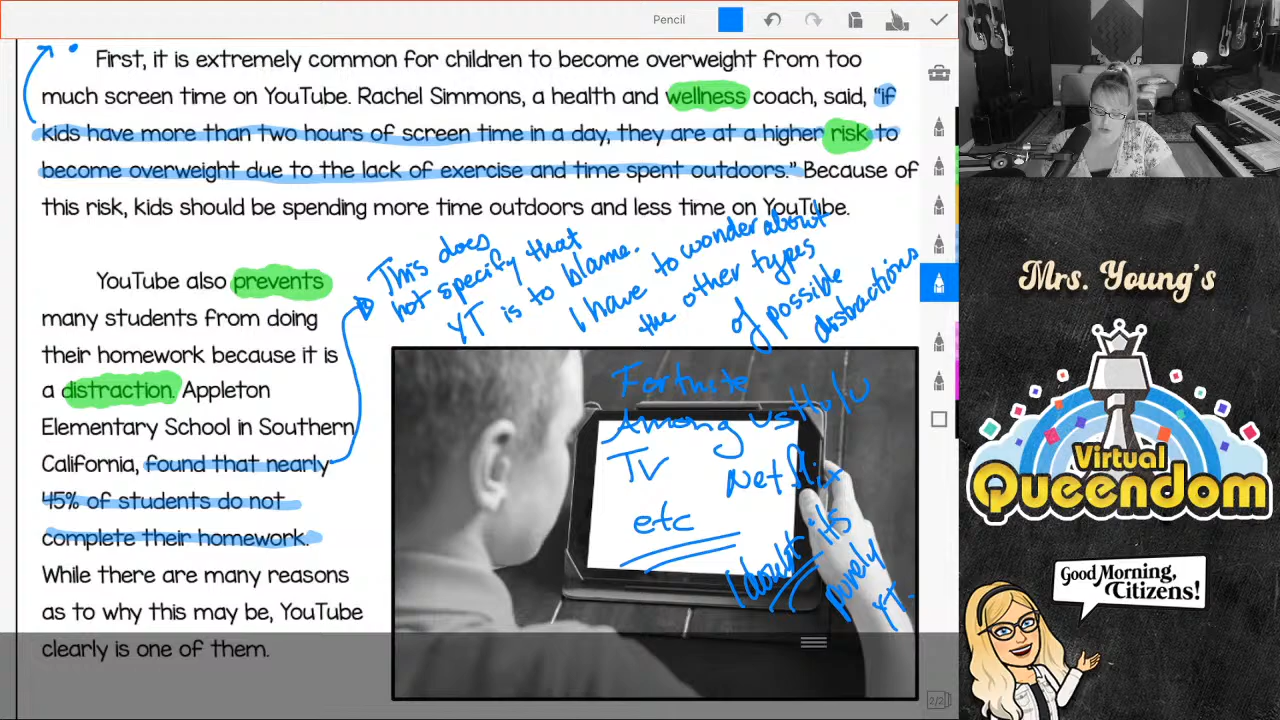 Pencil
First, it is extremely common for children to become overweight from too
much screen time on YouTube. Rachel Simmons, a health and wellness coach, said, "if
kids have more than two hours of screen time in a day, they are at a higher risk to
become overweight due to the lack of exercise and time spent outdoors." Because of
this risk, kids should be spending more time outdoors and less time on YouTube.
This does
not specify that
YT is to blame.
I have to wonder about
the other types
of possible
distractions
YouTube also prevents
many students from doing
their homework because it is
a distraction. Appleton
Elementary School in Southern
California, found that nearly
45% of students do not
complete their homework.
While there are many reasons
as to why this may be, YouTube
clearly is one of them.
Fortnite
Among Us Hulu
TV
Netflix
etc
I doubt its
purely
YT.
2/2
Mrs. Young's
Virtual
Queendom
Good Morning,
Citizens!